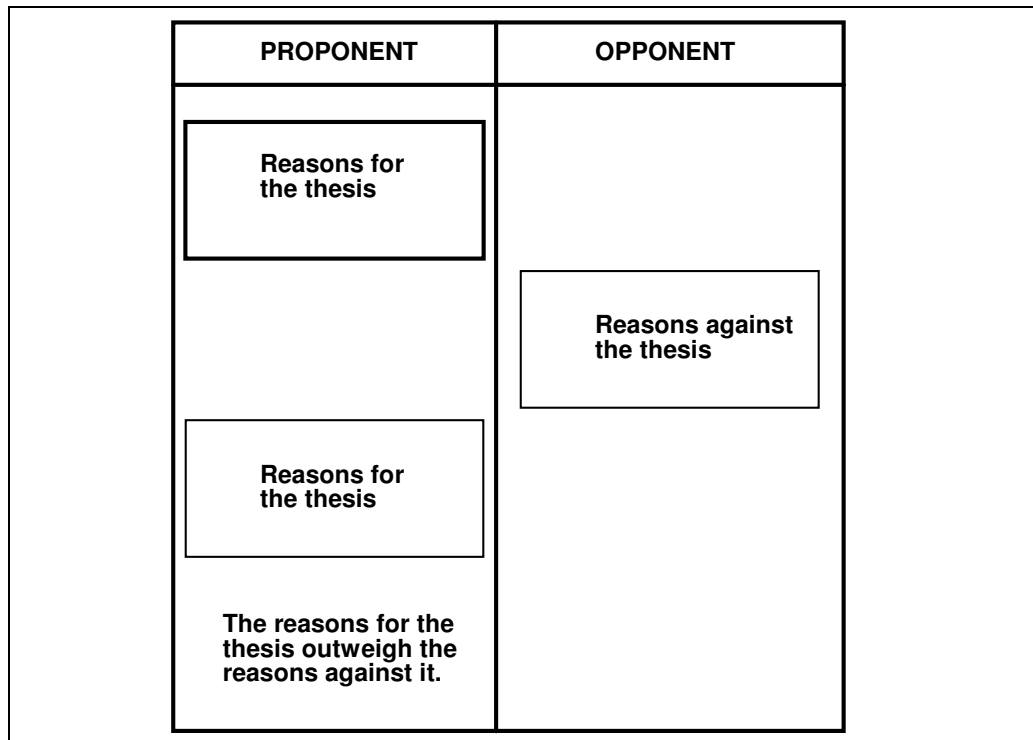 PROPONENT
OPPONENT
Reasons for
the thesis
Reasons against
the thesis
Reasons for
the thesis
The reasons for the
thesis outweigh the
reasons against it.